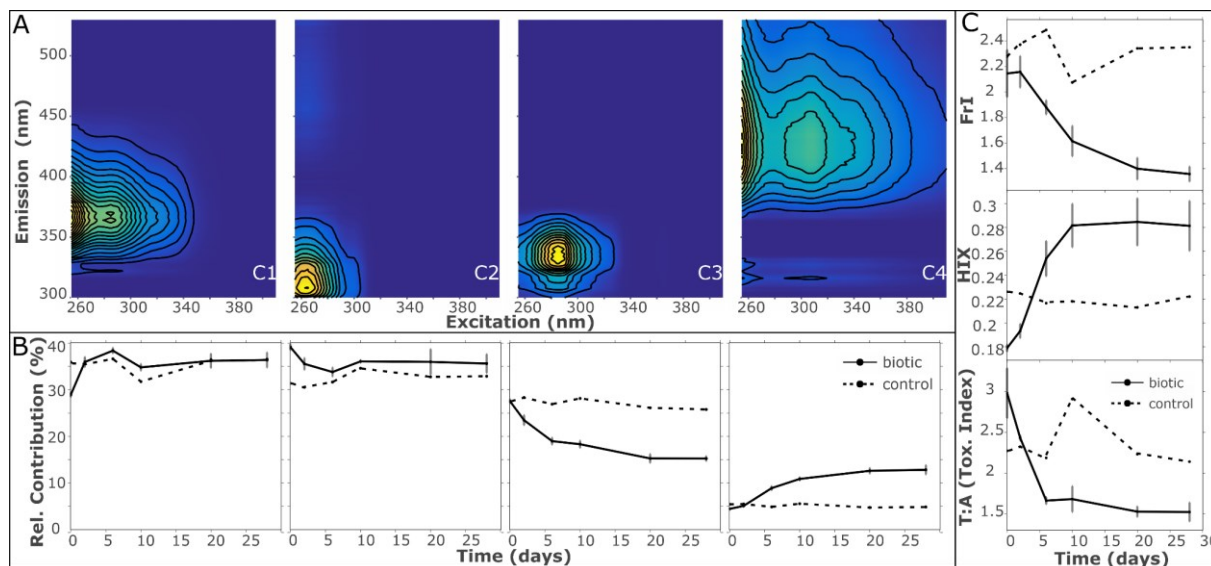 A
Emission (nm)
500
450
400
350
300
C1
C2
C3
C4
260 300 340 380
260 300 340 380
260 300 340 380
260 300 340 380
Excitation (nm)
B
Rel. Contribution (%)
40
30
20
10
0
biotic
control
biotic
control
0 5 10 15 20 25
0 5 10 15 20 25
0 5 10 15 20 25
0 5 10 15 20 25
Time (days)
C
FrI
2.4
2.2
2
1.8
1.6
1.4
HIX
0.3
0.28
0.26
0.24
0.22
0.2
0.18
T:A (Tox. Index)
3
2.5
2
1.5
biotic
control
0 5 10 15 20 25 30
Time (days)